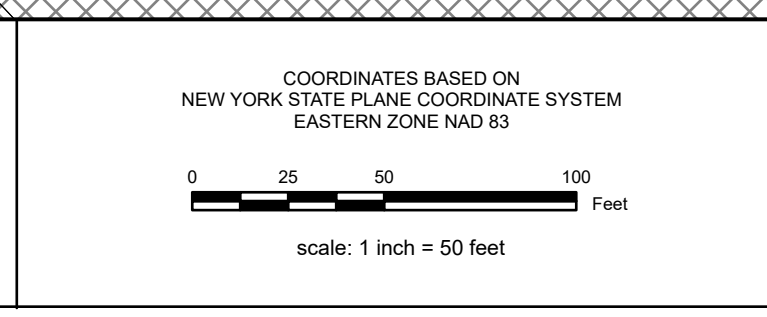 COORDINATES BASED ON
NEW YORK STATE PLANE COORDINATE SYSTEM
EASTERN ZONE NAD 83
0 25 50 100
Feet
scale: 1 inch = 50 feet